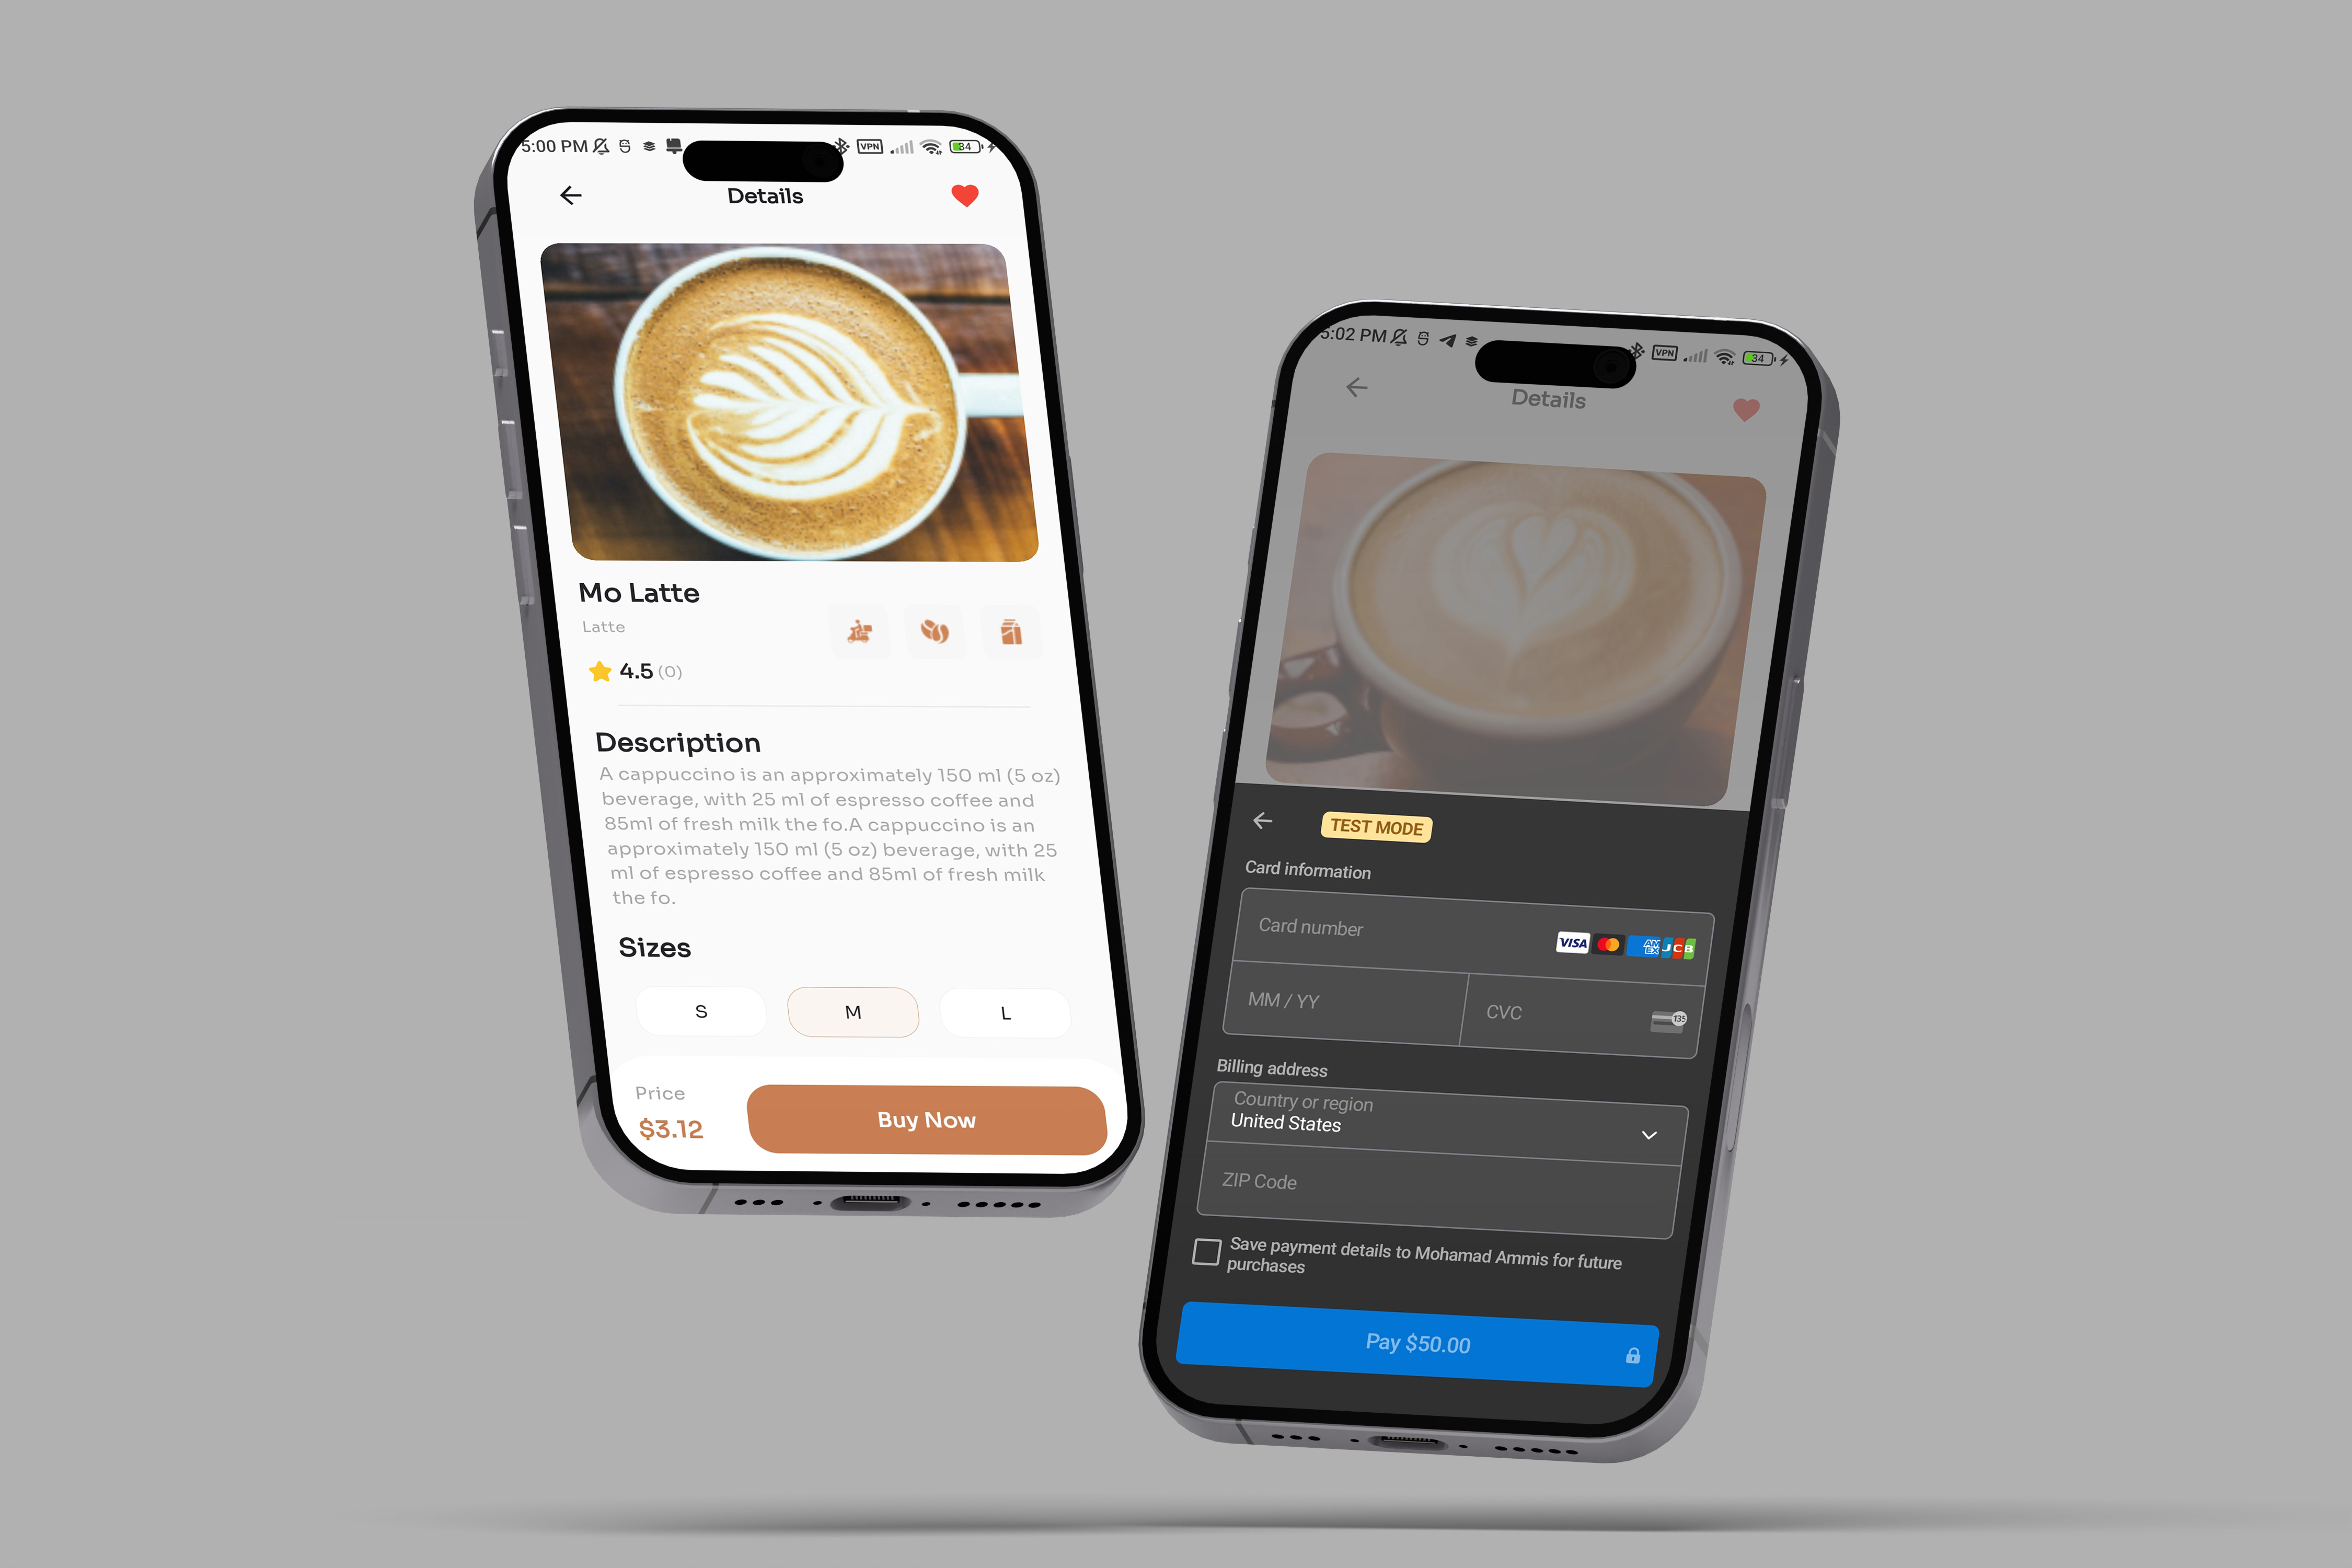 5:00 PM
VPN
34
Details
Mo Latte
Latte
4.5 (0)
Description
A cappuccino is an approximately 150 ml (5 oz)
beverage, with 25 ml of espresso coffee and
85ml of fresh milk the fo.A cappuccino is an
approximately 150 ml (5 oz) beverage, with 25
ml of espresso coffee and 85ml of fresh milk
the fo.
Sizes
S
M
L
Price
$3.12
Buy Now
5:02 PM
VPN
34
Details
TEST MODE
Card information
Card number
VISA
AM
EX
JCB
MM / YY
CVC
135
Billing address
Country or region
United States
ZIP Code
Save payment details to Mohamad Ammis for future
purchases
Pay $50.00